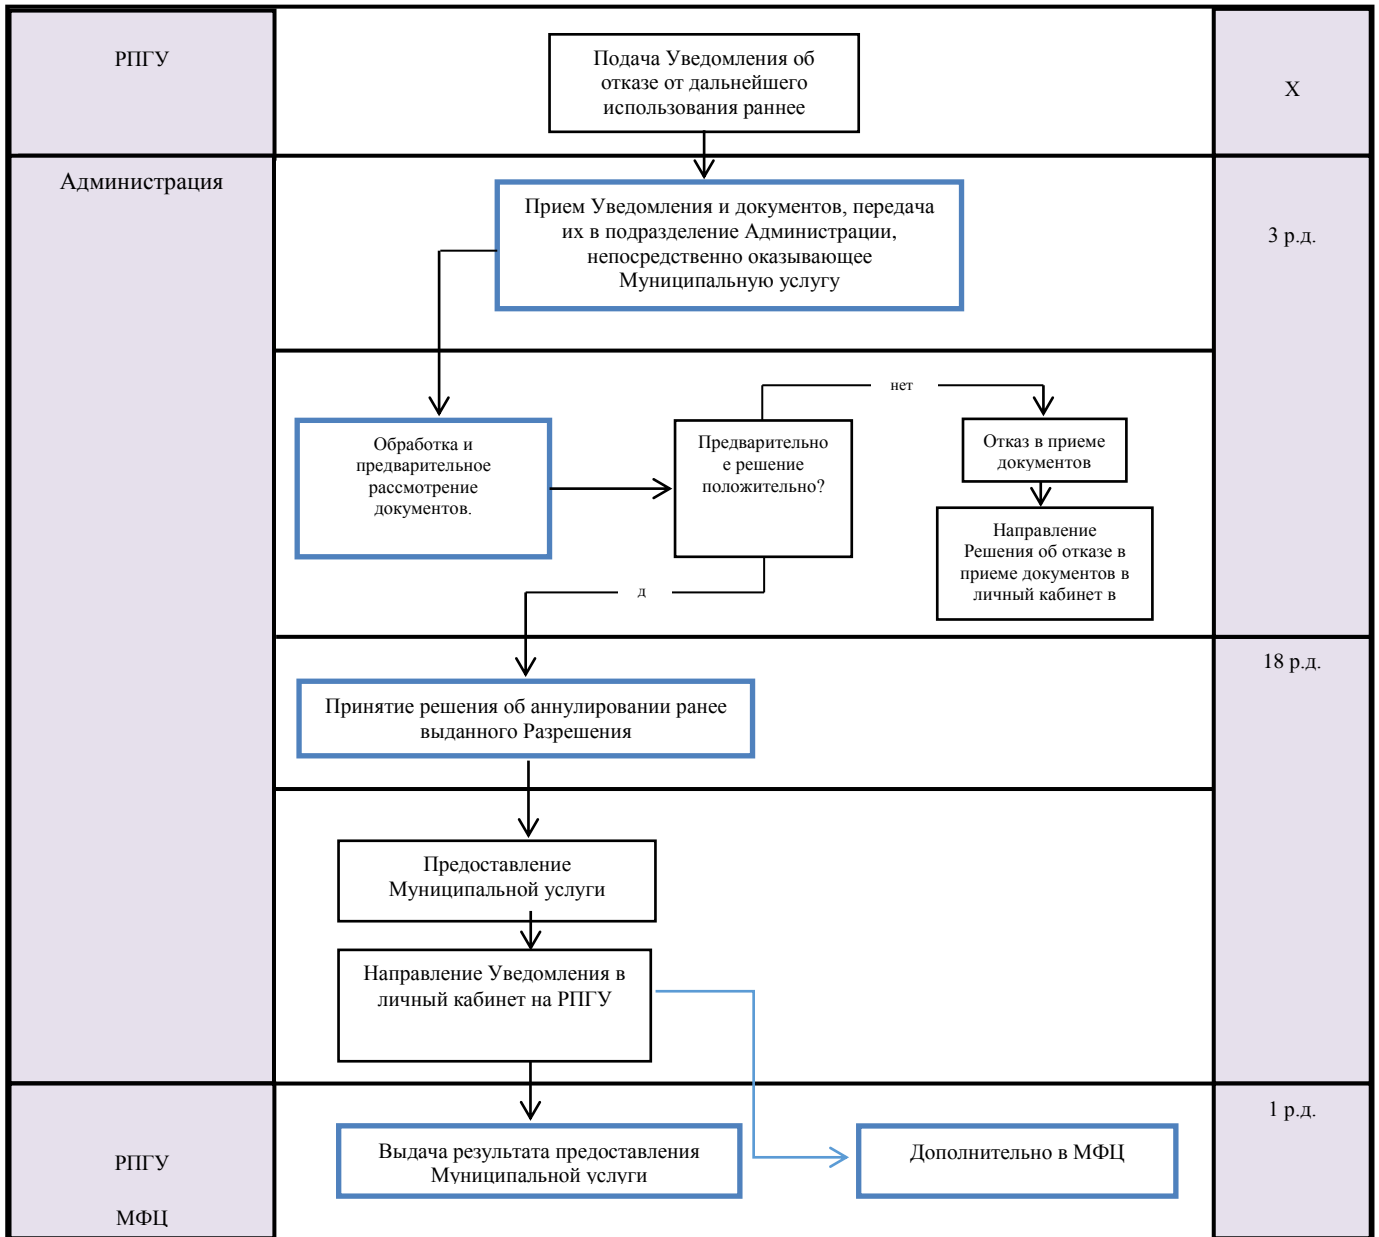 РПГУ
Подача Уведомления об
отказе от дальнейшего
использования раннее
X
Администрация
Прием Уведомления и документов, передача
их в подразделение Администрации,
непосредственно оказывающее
Муниципальную услугу
3 р.д.
нет
Обработка и
предварительное
рассмотрение
документов.
Предварительно
е решение
положительно?
Отказ в приеме
документов
Направление
Решения об отказе в
приеме документов в
личный кабинет в
д
18 р.д.
Принятие решения об аннулировании ранее
выданного Разрешения
Предоставление
Муниципальной услуги
Направление Уведомления в
личный кабинет на РПГУ
1 р.д.
Выдача результата предоставления
Муниципальной услуги
Дополнительно в МФЦ
РПГУ
МФЦ